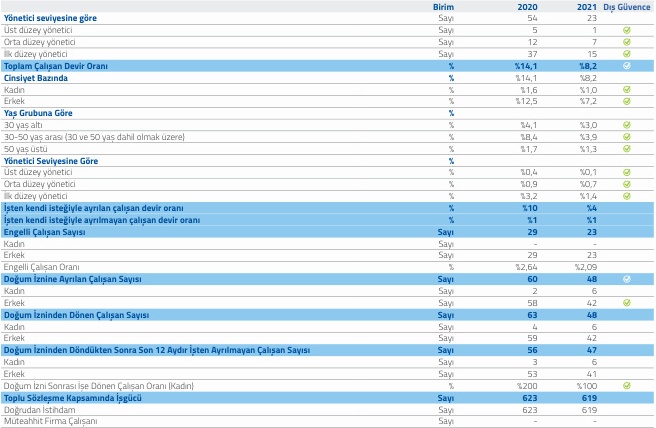 Birim 2020 2021 Dış Güvence
Yönetici seviyesine göre Sayı 54 23
Üst düzey yönetici Sayı 5 1
Orta düzey yönetici Sayı 12 7
İlk düzey yönetici Sayı 37 15
Toplam Çalışan Devir Oranı % %14,1 %8,2
Cinsiyet Bazında % %14,1 %8,2
Kadın % %1,6 %1,0
Erkek % %12,5 %7,2
Yaş Grubuna Göre %
30 yaş altı % %4,1 %3,0
30-50 yaş arası (30 ve 50 yaş dahil olmak üzere) % %8,4 %3,9
50 yaş üstü % %1,7 %1,3
Yönetici Seviyesine Göre %
Üst düzey yönetici % %0,4 %0,1
Orta düzey yönetici % %0,9 %0,7
İlk düzey yönetici % %3,2 %1,4
İşten kendi isteğiyle ayrılan çalışan devir oranı % %10 %4
İşten kendi isteğiyle ayrılmayan çalışan devir oranı % %1 %1
Engelli Çalışan Sayısı Sayı 29 23
Kadın Sayı - -
Erkek Sayı 29 23
Engelli Çalışan Oranı % %2,64 %2,09
Doğum İznine Ayrılan Çalışan Sayısı Sayı 60 48
Kadın Sayı 2 6
Erkek Sayı 58 42
Doğum İzninden Dönen Çalışan Sayısı Sayı 63 48
Kadın Sayı 4 6
Erkek Sayı 59 42
Doğum İzninden Döndükten Sonra Son 12 Aydır İşten Ayrılmayan Çalışan Sayısı Sayı 56 47
Kadın Sayı 3 6
Erkek Sayı 53 41
Doğum İzni Sonrası İşe Dönen Çalışan Oranı (Kadın) % %200 %100
Toplu Sözleşme Kapsamında İşgücü Sayı 623 619
Doğrudan İstihdam Sayı 623 619
Müteahhit Firma Çalışanı Sayı - -